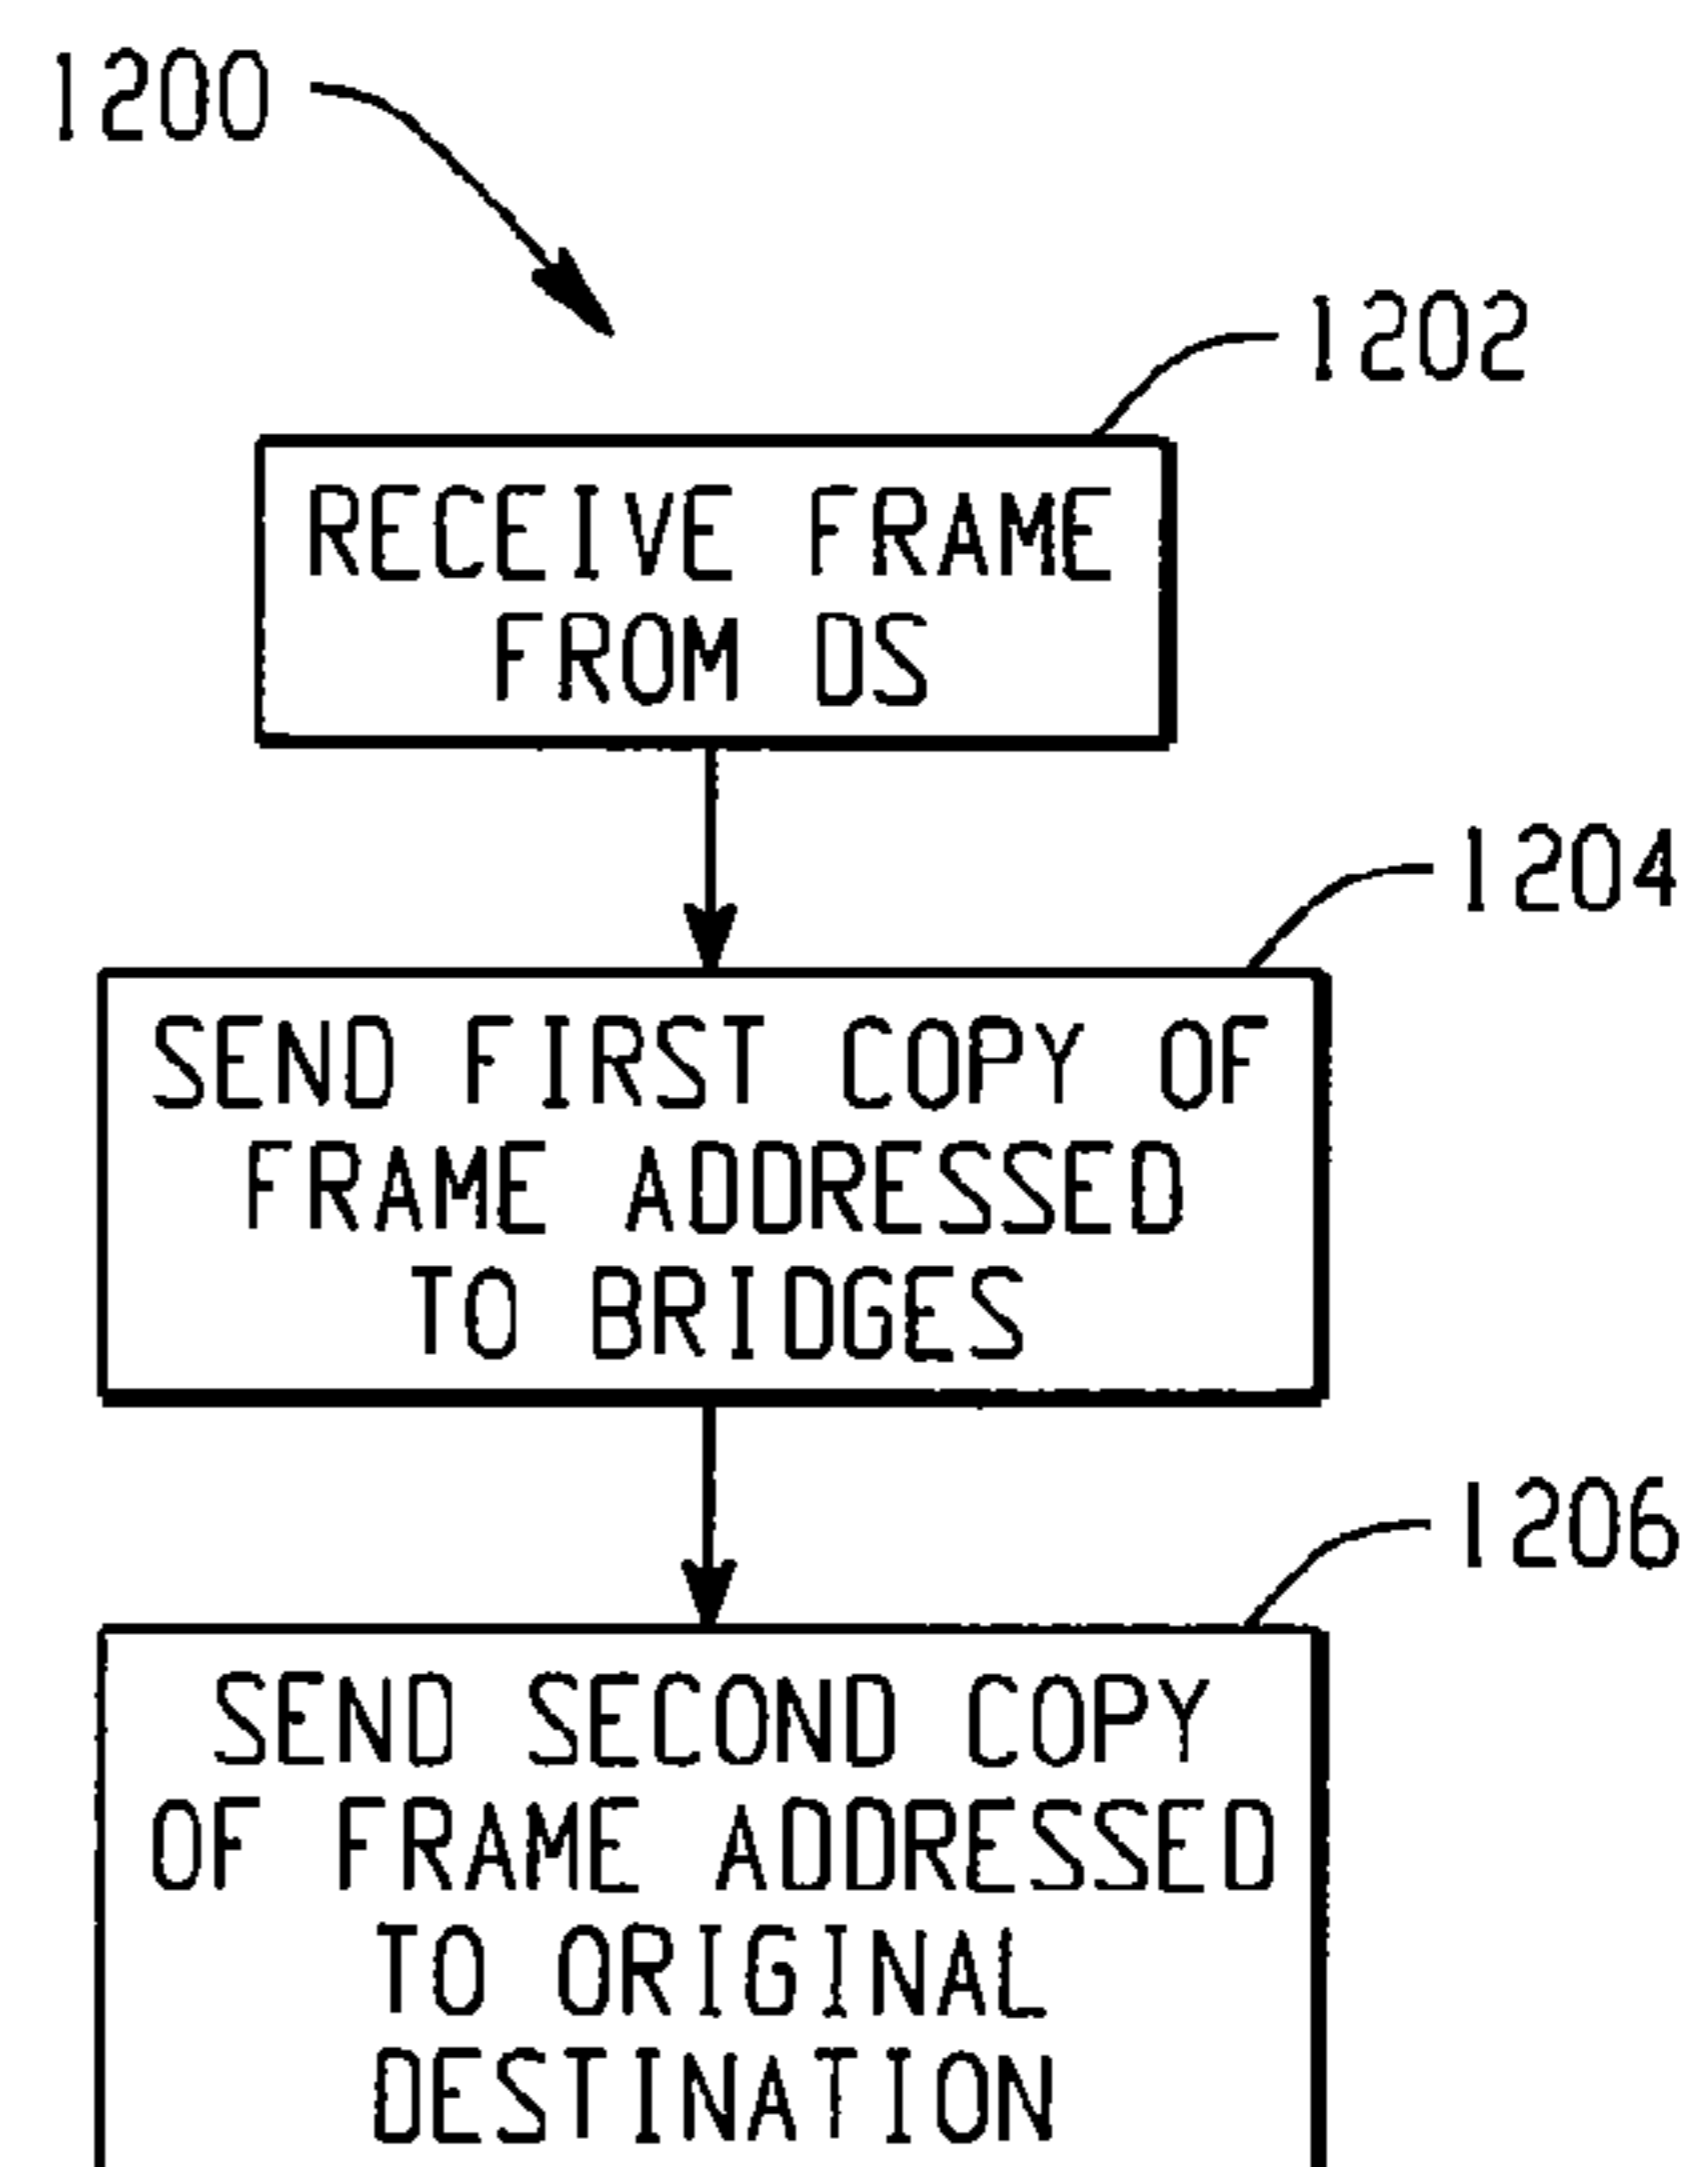 1200
1202
RECEIVE FRAME
FROM DS
1204
SEND FIRST COPY OF
FRAME ADDRESSED
TO BRIDGES
1206
SEND SECOND COPY
OF FRAME ADDRESSED
TO ORIGINAL
DESTINATION